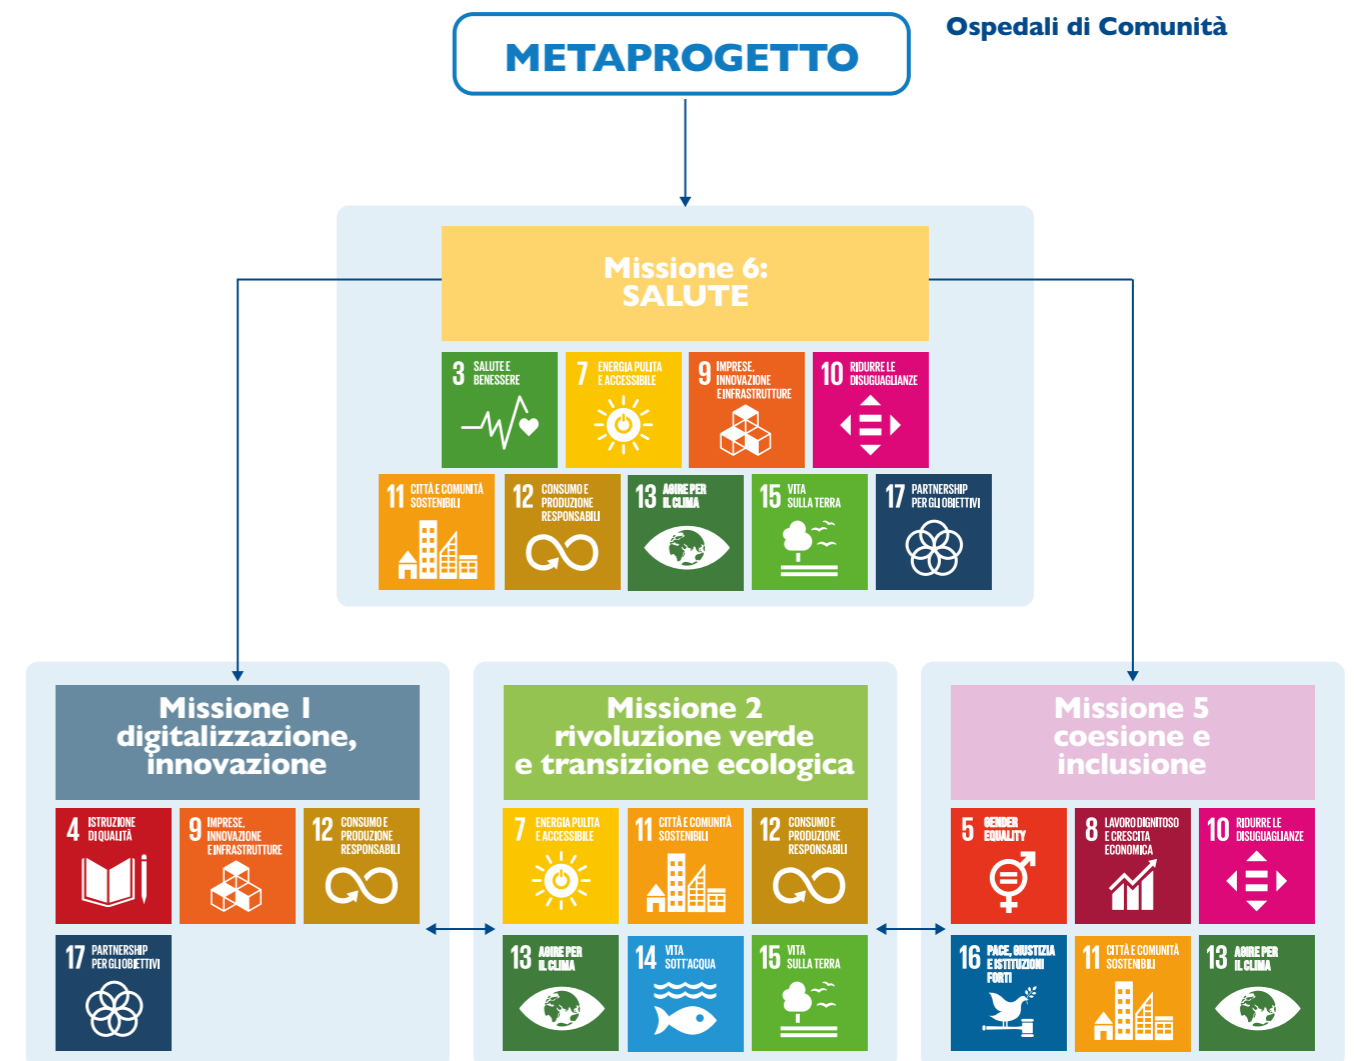 Ospedali di Comunità
METAPROGETTO
Missione 6:
SALUTE
3 SALUTE E
BENESSERE
7 ENERGIA PULITA
E ACCESSIBILE
9 IMPRESE,
INNOVAZIONE
E INFRASTRUTTURE
10 RIDURRE LE
DISUGUAGLIANZE
11 CITTÀ E COMUNITÀ
SOSTENIBILI
12 CONSUMO E
PRODUZIONE
RESPONSABILI
13 AGIRE PER
IL CLIMA
15 VITA
SULLA TERRA
17 PARTNERSHIP
PER GLI OBIETTIVI
Missione 1
digitalizzazione,
innovazione
4 ISTRUZIONE
DI QUALITÀ
9 IMPRESE,
INNOVAZIONE
E INFRASTRUTTURE
12 CONSUMO E
PRODUZIONE
RESPONSABILI
17 PARTNERSHIP
PER GLI OBIETTIVI
Missione 2
rivoluzione verde
e transizione ecologica
7 ENERGIA PULITA
E ACCESSIBILE
11 CITTÀ E COMUNITÀ
SOSTENIBILI
12 CONSUMO E
PRODUZIONE
RESPONSABILI
13 AGIRE PER
IL CLIMA
14 VITA
SOTT'ACQUA
15 VITA
SULLA TERRA
Missione 5
coesione e
inclusione
5 GENDER
EQUALITY
8 LAVORO DIGNITOSO
E CRESCITA
ECONOMICA
10 RIDURRE LE
DISUGUAGLIANZE
16 PACE, GIUSTIZIA
E ISTITUZIONI
FORTI
11 CITTÀ E COMUNITÀ
SOSTENIBILI
13 AGIRE PER
IL CLIMA